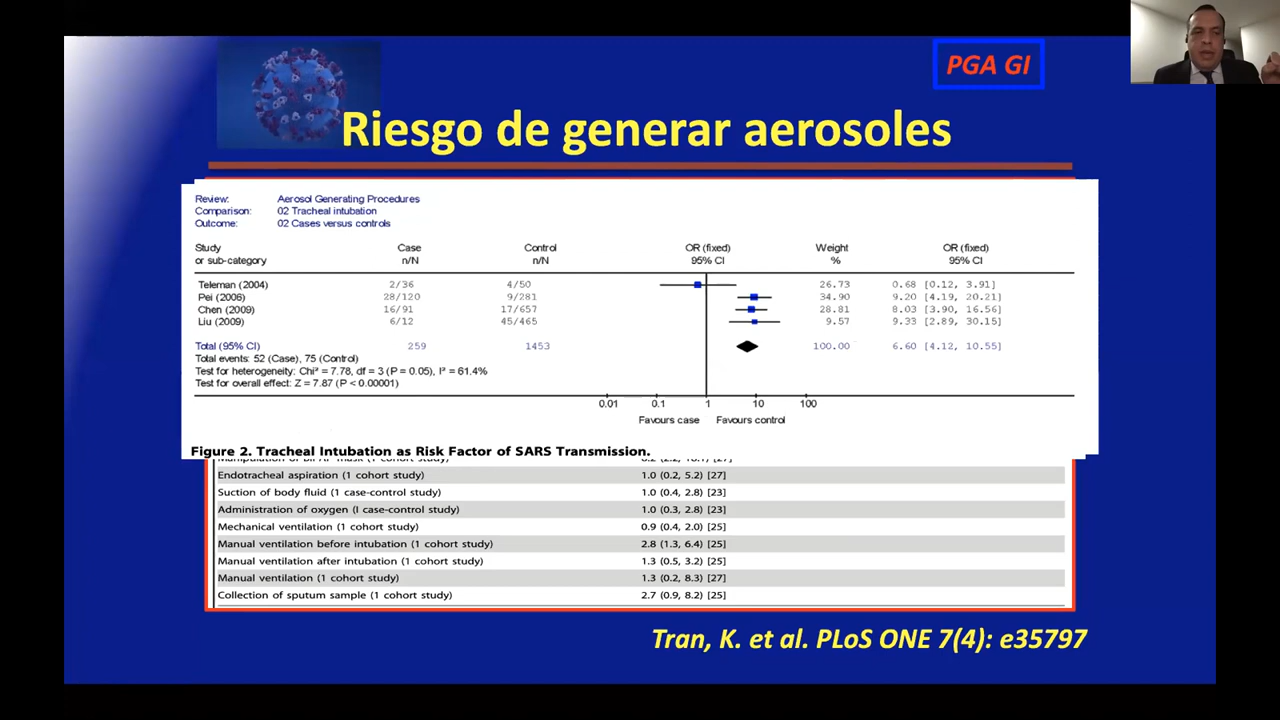 PGA GI
Riesgo de generar aerosoles
Review: Aerosol Generating Procedures
Comparison: 02 Tracheal intubation
Outcome: 02 Cases versus controls
Study Case Control OR (fixed) Weight OR (fixed)
or sub-category n/N n/N 95% CI % 95% CI
Teleman (2004) 2/36 4/50 26.73 0.68 [0.12, 3.91]
Pei (2006) 28/120 9/281 34.90 9.20 [4.19, 20.21]
Chen (2009) 16/91 17/657 28.81 8.03 [3.90, 16.56]
Liu (2009) 6/12 45/465 9.57 9.33 [2.89, 30.15]
Total (95% CI) 259 1453 100.00 6.60 [4.12, 10.55]
Total events: 52 (Case), 75 (Control)
Test for heterogeneity: Chi² = 7.78, df = 3 (P = 0.05), I² = 61.4%
Test for overall effect: Z = 7.87 (P < 0.00001)
0.01 0.1 1 10 100
Favours case Favours control
Figure 2. Tracheal Intubation as Risk Factor of SARS Transmission.
Endotracheal aspiration (1 cohort study) 1.0 (0.2, 5.2) [27]
Suction of body fluid (1 case-control study) 1.0 (0.4, 2.8) [23]
Administration of oxygen (I case-control study) 1.0 (0.3, 2.8) [23]
Mechanical ventilation (1 cohort study) 0.9 (0.4, 2.0) [25]
Manual ventilation before intubation (1 cohort study) 2.8 (1.3, 6.4) [25]
Manual ventilation after intubation (1 cohort study) 1.3 (0.5, 3.2) [25]
Manual ventilation (1 cohort study) 1.3 (0.2, 8.3) [27]
Collection of sputum sample (1 cohort study) 2.7 (0.9, 8.2) [25]
Tran, K. et al. PLoS ONE 7(4): e35797